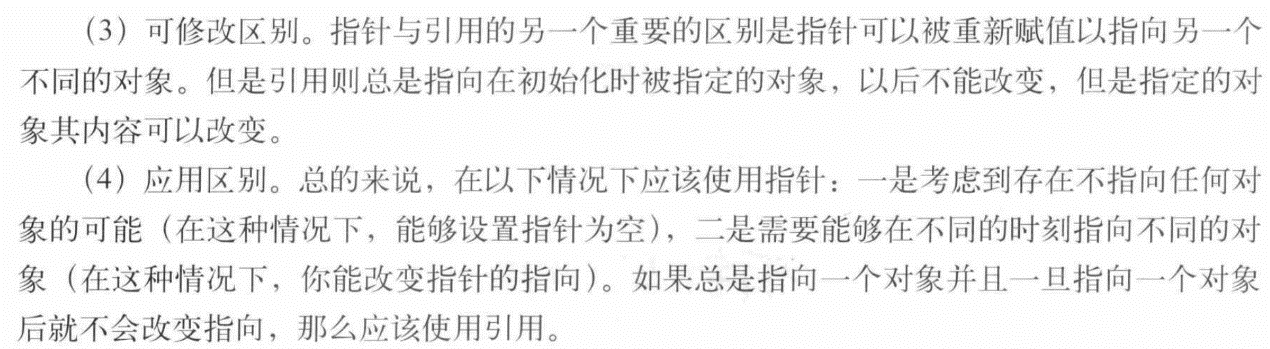 （3）可修改区别。指针与引用的另一个重要的区别是指针可以被重新赋值以指向另一个
不同的对象。但是引用则总是指向在初始化时被指定的对象，以后不能改变，但是指定的对
象其内容可以改变。
（4）应用区别。总的来说，在以下情况下应该使用指针：一是考虑到存在不指向任何对
象的可能（在这种情况下，能够设置指针为空），二是需要能够在不同的时刻指向不同的对
象（在这种情况下，你能改变指针的指向）。如果总是指向一个对象并且一旦指向一个对象
后就不会改变指向，那么应该使用引用。